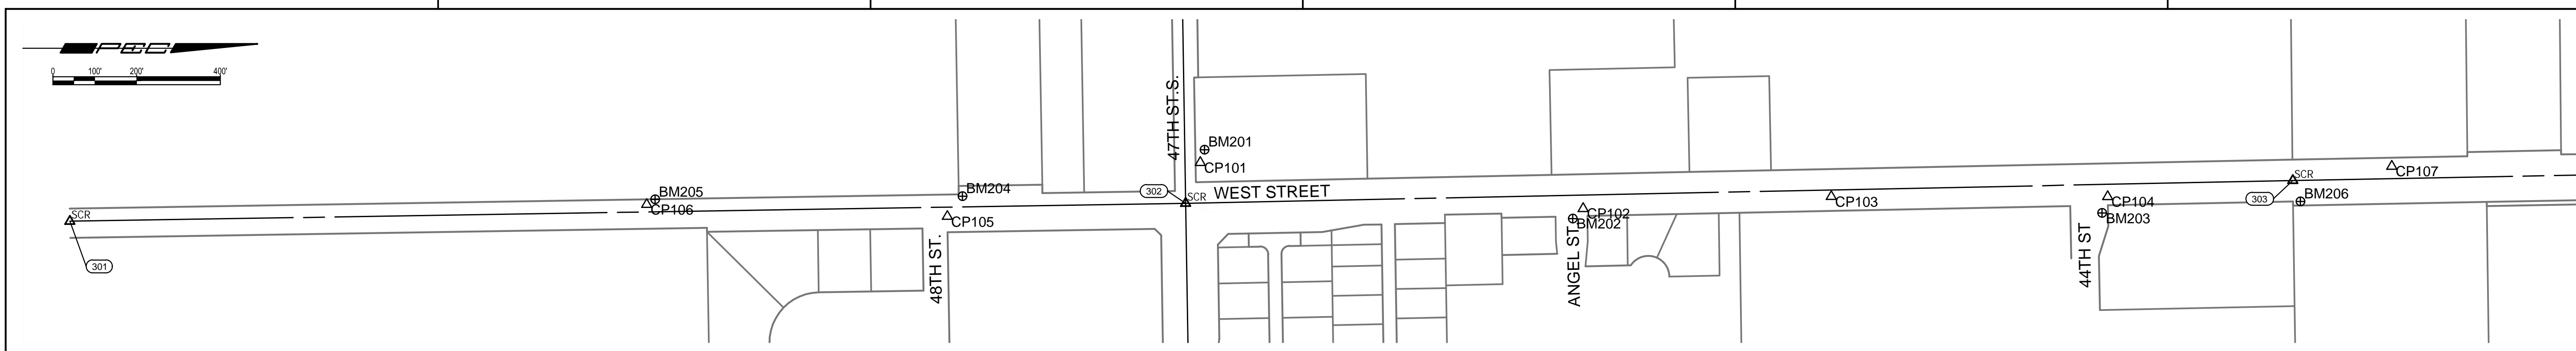 PEC
0 100' 200' 400'
47TH ST.S.
BM201
CP101
SCR
CP107
302
SCR
WEST STREET
BM205
BM204
303
BM206
CP106
CP103
CP104
SCR
CP105
CP102
BM203
BM202
301
48TH ST.
ANGEL ST.
44TH ST